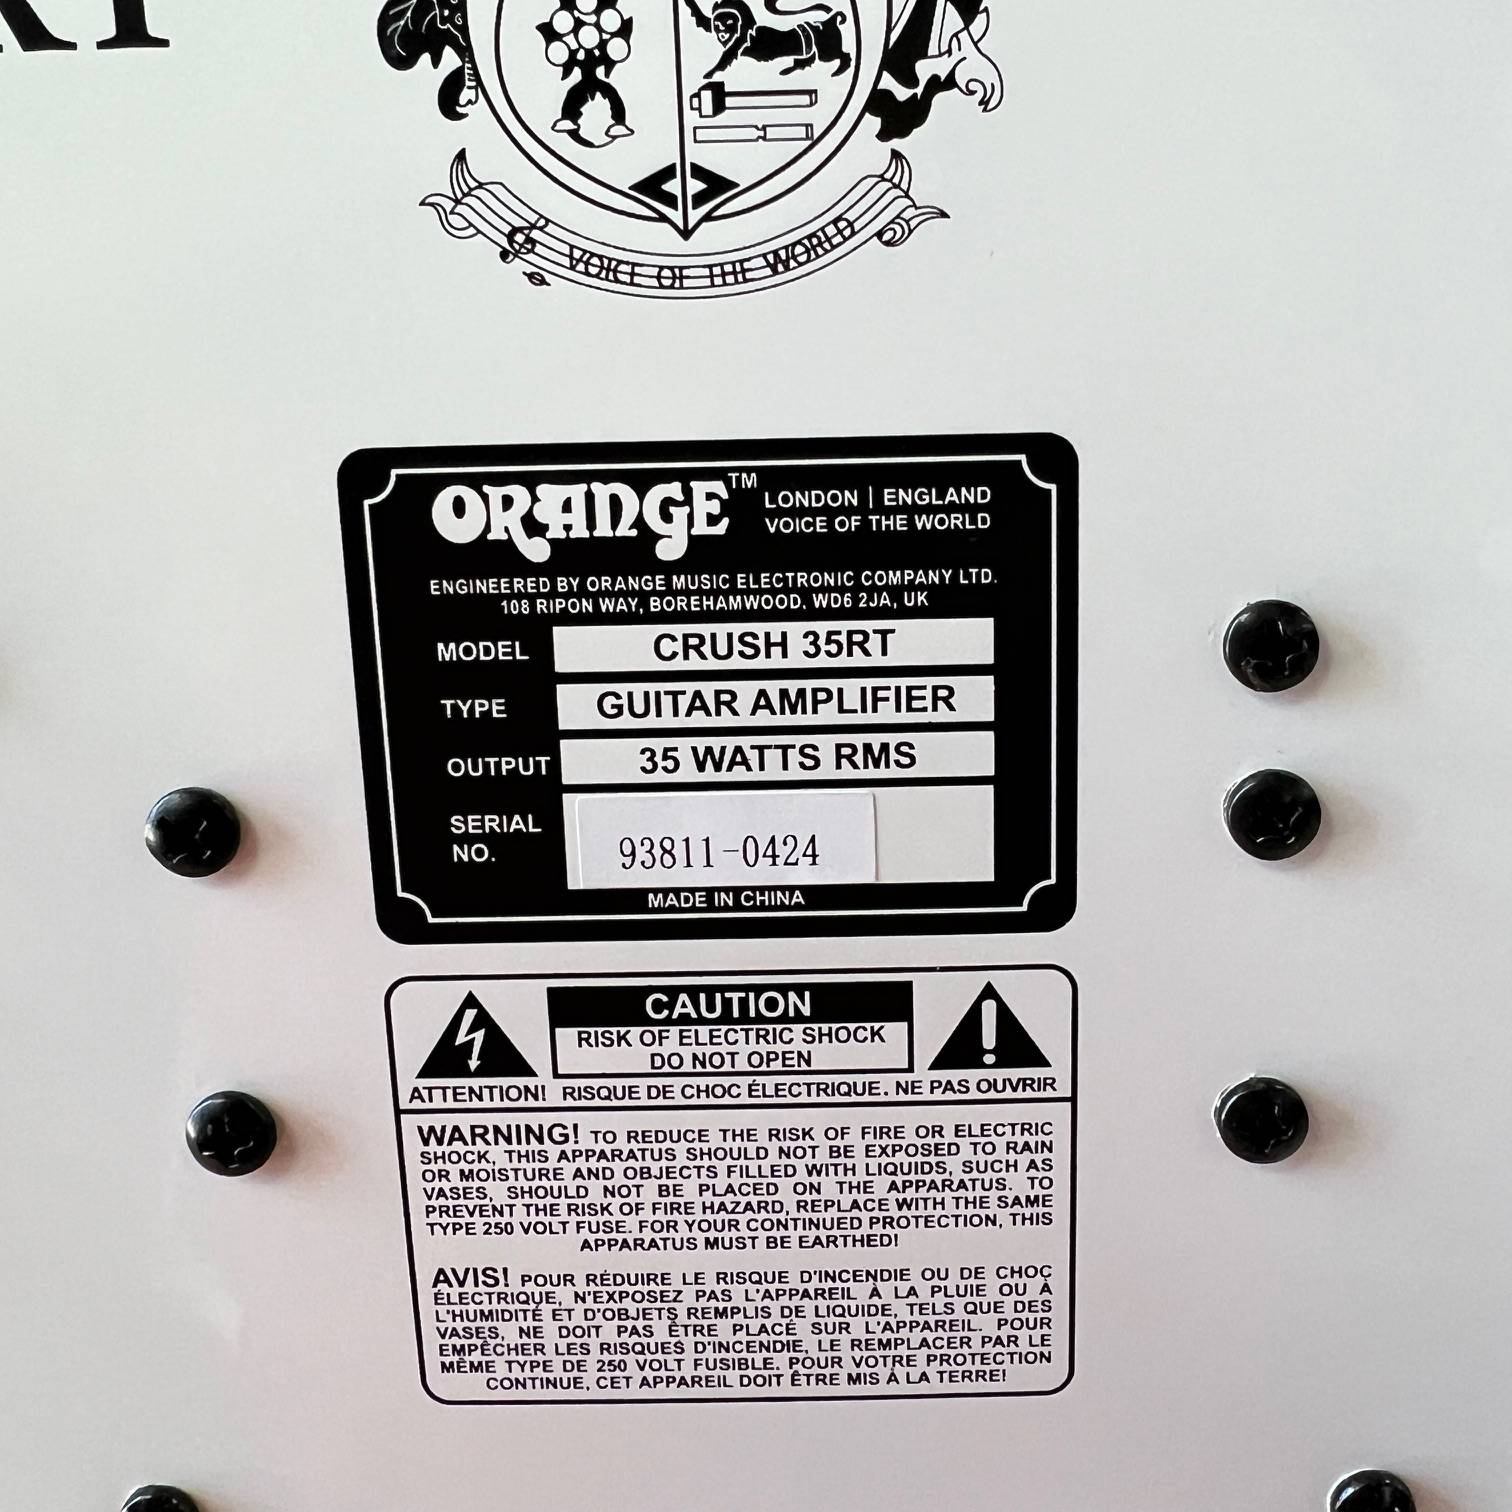 RT
VOICE OF THE WORLD
ORANGE™
LONDON | ENGLAND
VOICE OF THE WORLD
ENGINEERED BY ORANGE MUSIC ELECTRONIC COMPANY LTD.
108 RIPON WAY, BOREHAMWOOD. WD6 2JA, UK
MODEL CRUSH 35RT
TYPE GUITAR AMPLIFIER
OUTPUT 35 WATTS RMS
SERIAL
NO. 93811-0424
MADE IN CHINA
CAUTION
RISK OF ELECTRIC SHOCK
DO NOT OPEN
ATTENTION! RISQUE DE CHOC ÉLECTRIQUE. NE PAS OUVRIR
WARNING! TO REDUCE THE RISK OF FIRE OR ELECTRIC
SHOCK, THIS APPARATUS SHOULD NOT BE EXPOSED TO RAIN
OR MOISTURE AND OBJECTS FILLED WITH LIQUIDS, SUCH AS
VASES, SHOULD NOT BE PLACED ON THE APPARATUS. TO
PREVENT THE RISK OF FIRE HAZARD, REPLACE WITH THE SAME
TYPE 250 VOLT FUSE. FOR YOUR CONTINUED PROTECTION, THIS
APPARATUS MUST BE EARTHED!
AVIS! POUR RÉDUIRE LE RISQUE D'INCENDIE OU DE CHOC
ÉLECTRIQUE, N'EXPOSEZ PAS L'APPAREIL À LA PLUIE OU À
L'HUMIDITÉ ET D'OBJETS REMPLIS DE LIQUIDE, TELS QUE DES
VASES, NE DOIT PAS ÊTRE PLACÉ SUR L'APPAREIL. POUR
EMPÊCHER LES RISQUES D'INCENDIE, LE REMPLACER PAR LE
MÊME TYPE DE 250 VOLT FUSIBLE. POUR VOTRE PROTECTION
CONTINUE, CET APPAREIL DOIT ÊTRE MIS À LA TERRE!